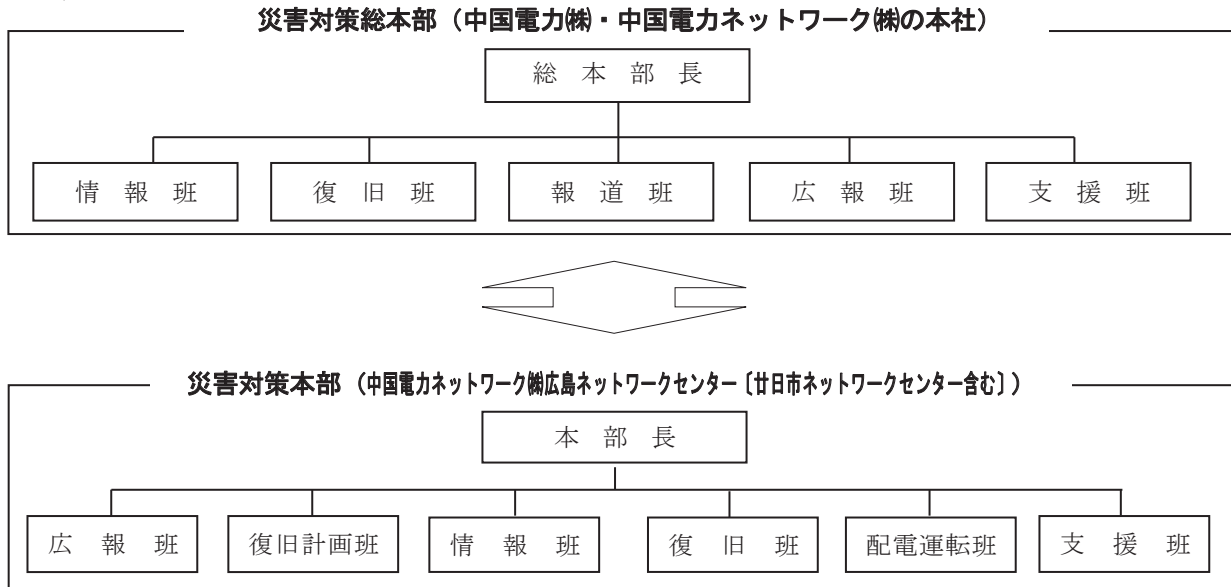 災害対策総本部（中国電力㈱・中国電力ネットワーク㈱の本社）
総本部長
情報班 復旧班 報道班 広報班 支援班
災害対策本部（中国電力ネットワーク㈱広島ネットワークセンター〔廿日市ネットワークセンター含む〕）
本部長
広報班 復旧計画班 情報班 復旧班 配電運転班 支援班